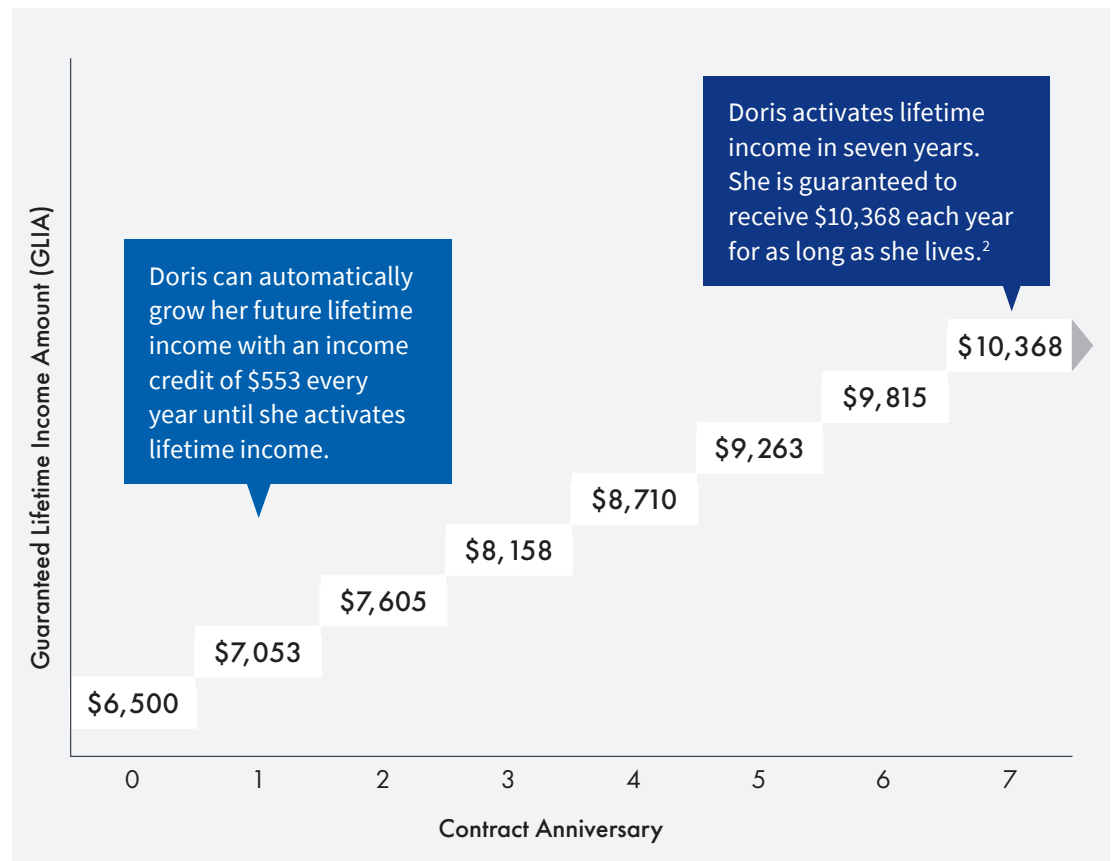 Guaranteed Lifetime Income Amount (GLIA)
Doris can automatically
grow her future lifetime
income with an income
credit of $553 every
year until she activates
lifetime income.
Doris activates lifetime
income in seven years.
She is guaranteed to
receive $10,368 each year
for as long as she lives.²
$6,500
$7,053
$7,605
$8,158
$8,710
$9,263
$9,815
$10,368
0 1 2 3 4 5 6 7
Contract Anniversary